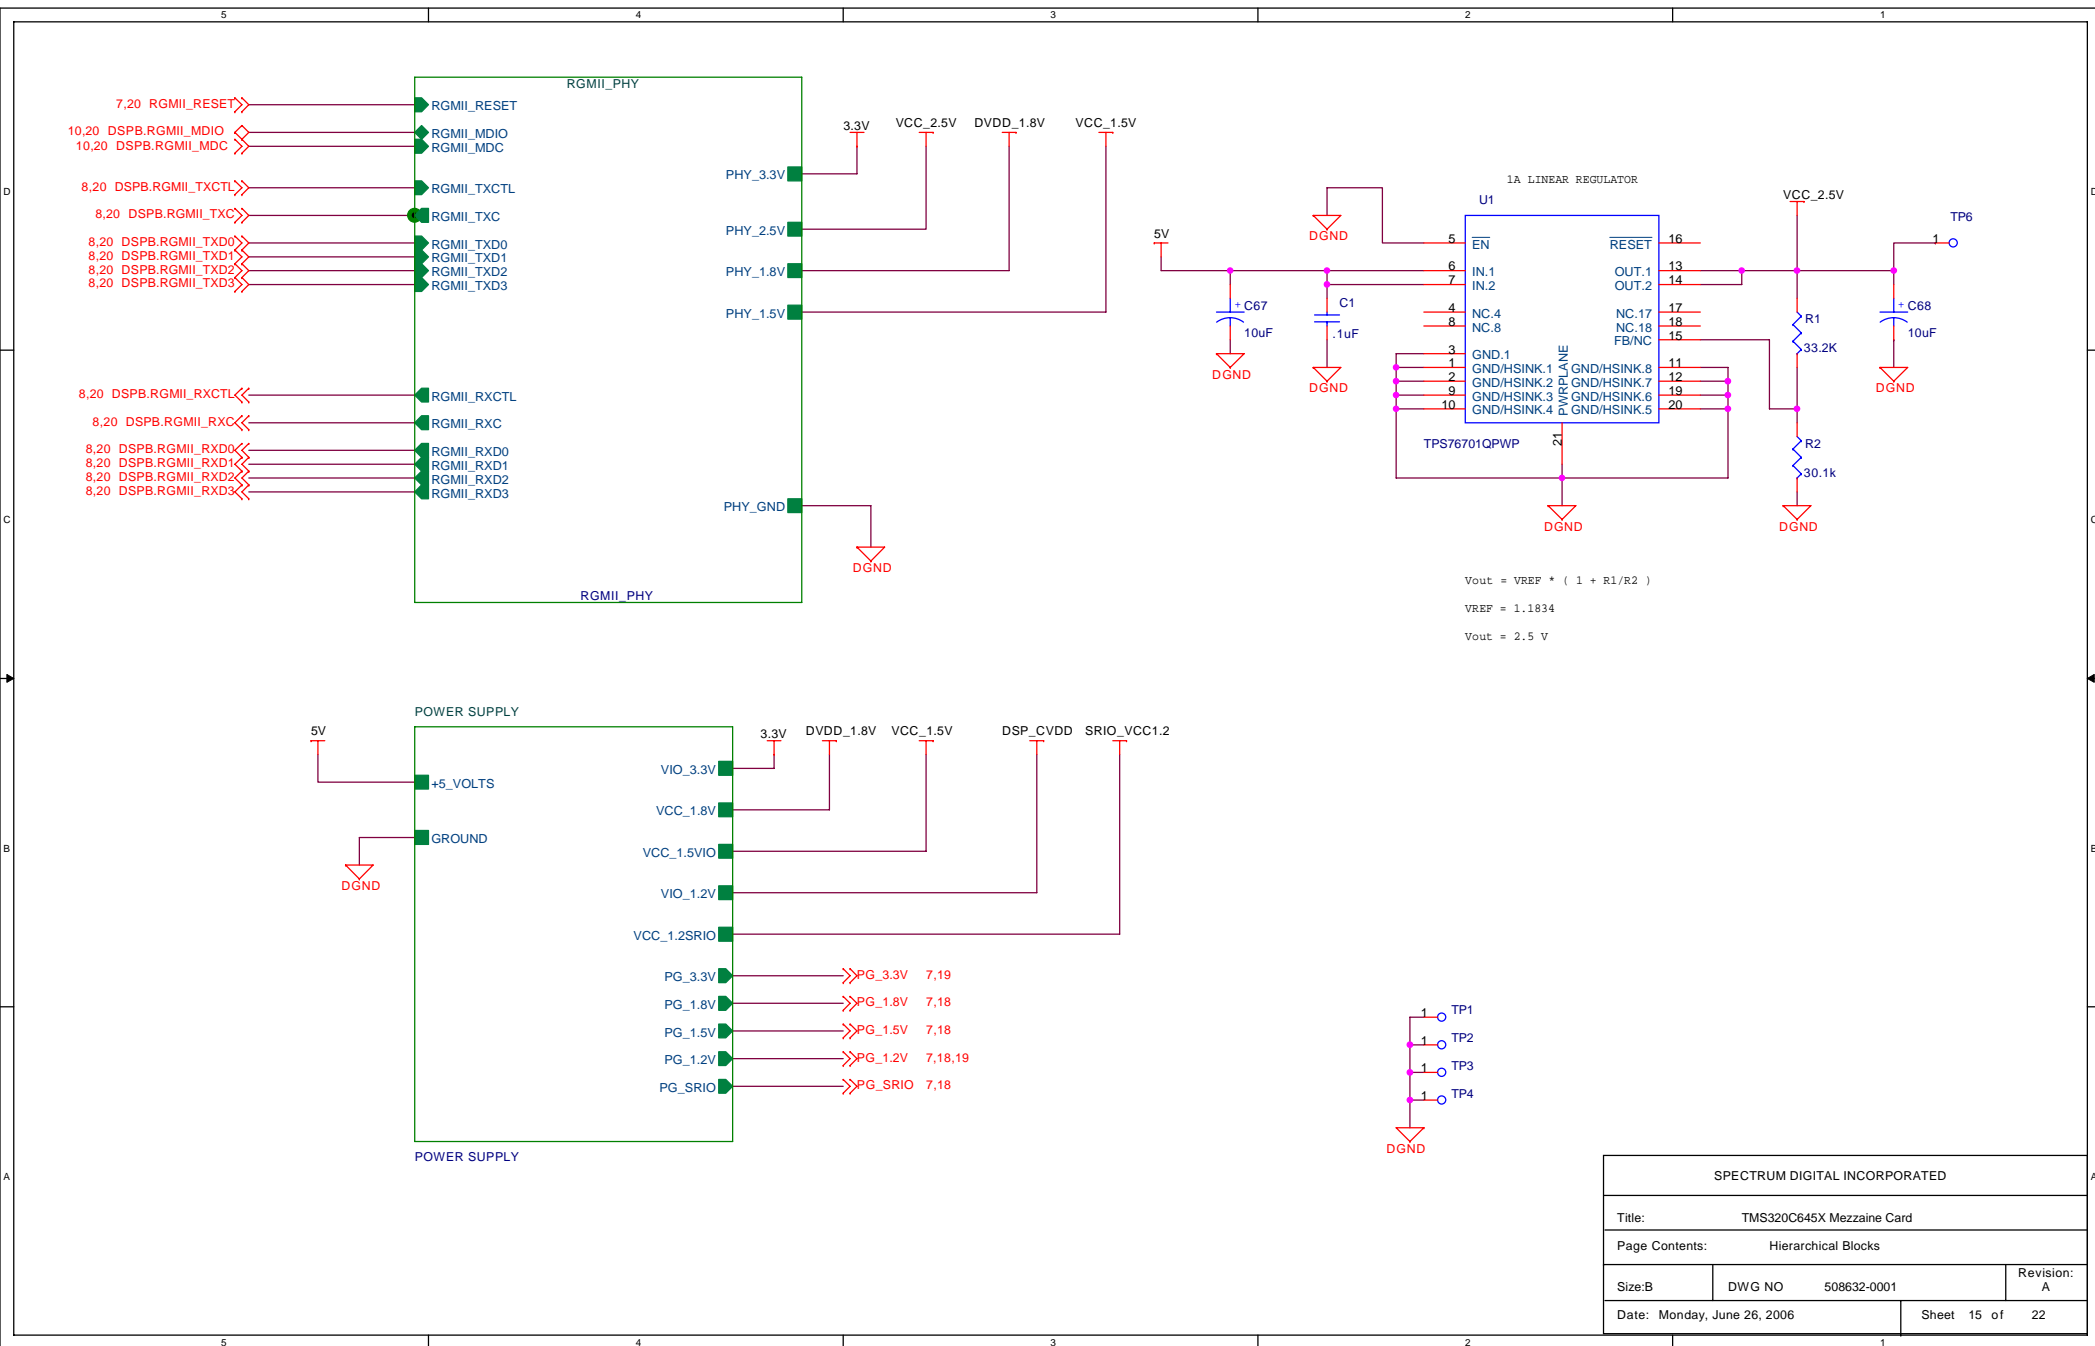 5 4 3 2 1
D
C
B
A
RGMII_PHY
7,20 RGMII_RESET
10,20 DSPB.RGMII_MDIO
10,20 DSPB.RGMII_MDC
8,20 DSPB.RGMII_TXCTL
8,20 DSPB.RGMII_TXC
8,20 DSPB.RGMII_TXD0
8,20 DSPB.RGMII_TXD1
8,20 DSPB.RGMII_TXD2
8,20 DSPB.RGMII_TXD3
8,20 DSPB.RGMII_RXCTL
8,20 DSPB.RGMII_RXC
8,20 DSPB.RGMII_RXD0
8,20 DSPB.RGMII_RXD1
8,20 DSPB.RGMII_RXD2
8,20 DSPB.RGMII_RXD3
RGMII_RESET
RGMII_MDIO
RGMII_MDC
RGMII_TXCTL
RGMII_TXC
RGMII_TXD0
RGMII_TXD1
RGMII_TXD2
RGMII_TXD3
RGMII_RXCTL
RGMII_RXC
RGMII_RXD0
RGMII_RXD1
RGMII_RXD2
RGMII_RXD3
PHY_3.3V
PHY_2.5V
PHY_1.8V
PHY_1.5V
PHY_GND
RGMII_PHY
3.3V VCC_2.5V DVDD_1.8V VCC_1.5V
DGND
1A LINEAR REGULATOR
U1
VCC_2.5V
TP6
1
5V
DGND
5 EN
6 IN.1
7 IN.2
4 NC.4
8 NC.8
3 GND.1
1 GND/HSINK.1
2 GND/HSINK.2
9 GND/HSINK.3
10 GND/HSINK.4
RESET 16
OUT.1 13
OUT.2 14
NC.17 17
NC.18 18
FB/NC 15
GND/HSINK.8 11
GND/HSINK.7 12
GND/HSINK.6 19
GND/HSINK.5 20
PWRPLANE
21
TPS76701QPWP
+ C67
10uF
DGND
C1
.1uF
DGND
R1
33.2K
+ C68
10uF
DGND
R2
30.1k
DGND
DGND
Vout = VREF * ( 1 + R1/R2 )
VREF = 1.1834
Vout = 2.5 V
POWER SUPPLY
5V
+5_VOLTS
GROUND
DGND
3.3V DVDD_1.8V VCC_1.5V DSP_CVDD SRIO_VCC1.2
VIO_3.3V
VCC_1.8V
VCC_1.5VIO
VIO_1.2V
VCC_1.2SRIO
PG_3.3V PG_3.3V 7,19
PG_1.8V PG_1.8V 7,18
PG_1.5V PG_1.5V 7,18
PG_1.2V PG_1.2V 7,18,19
PG_SRIO PG_SRIO 7,18
POWER SUPPLY
1 TP1
1 TP2
1 TP3
1 TP4
DGND
SPECTRUM DIGITAL INCORPORATED
Title: TMS320C645X Mezzaine Card
Page Contents: Hierarchical Blocks
Size:B DWG NO 508632-0001 Revision: A
Date: Monday, June 26, 2006 Sheet 15 of 22
D
C
B
A
5 4 3 2 1